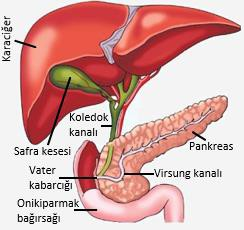 Karaciğer
Safra kesesi
Koledok
kanalı
Pankreas
Vater
kabarcığı
Virsung kanalı
Onikiparmak
bağırsağı